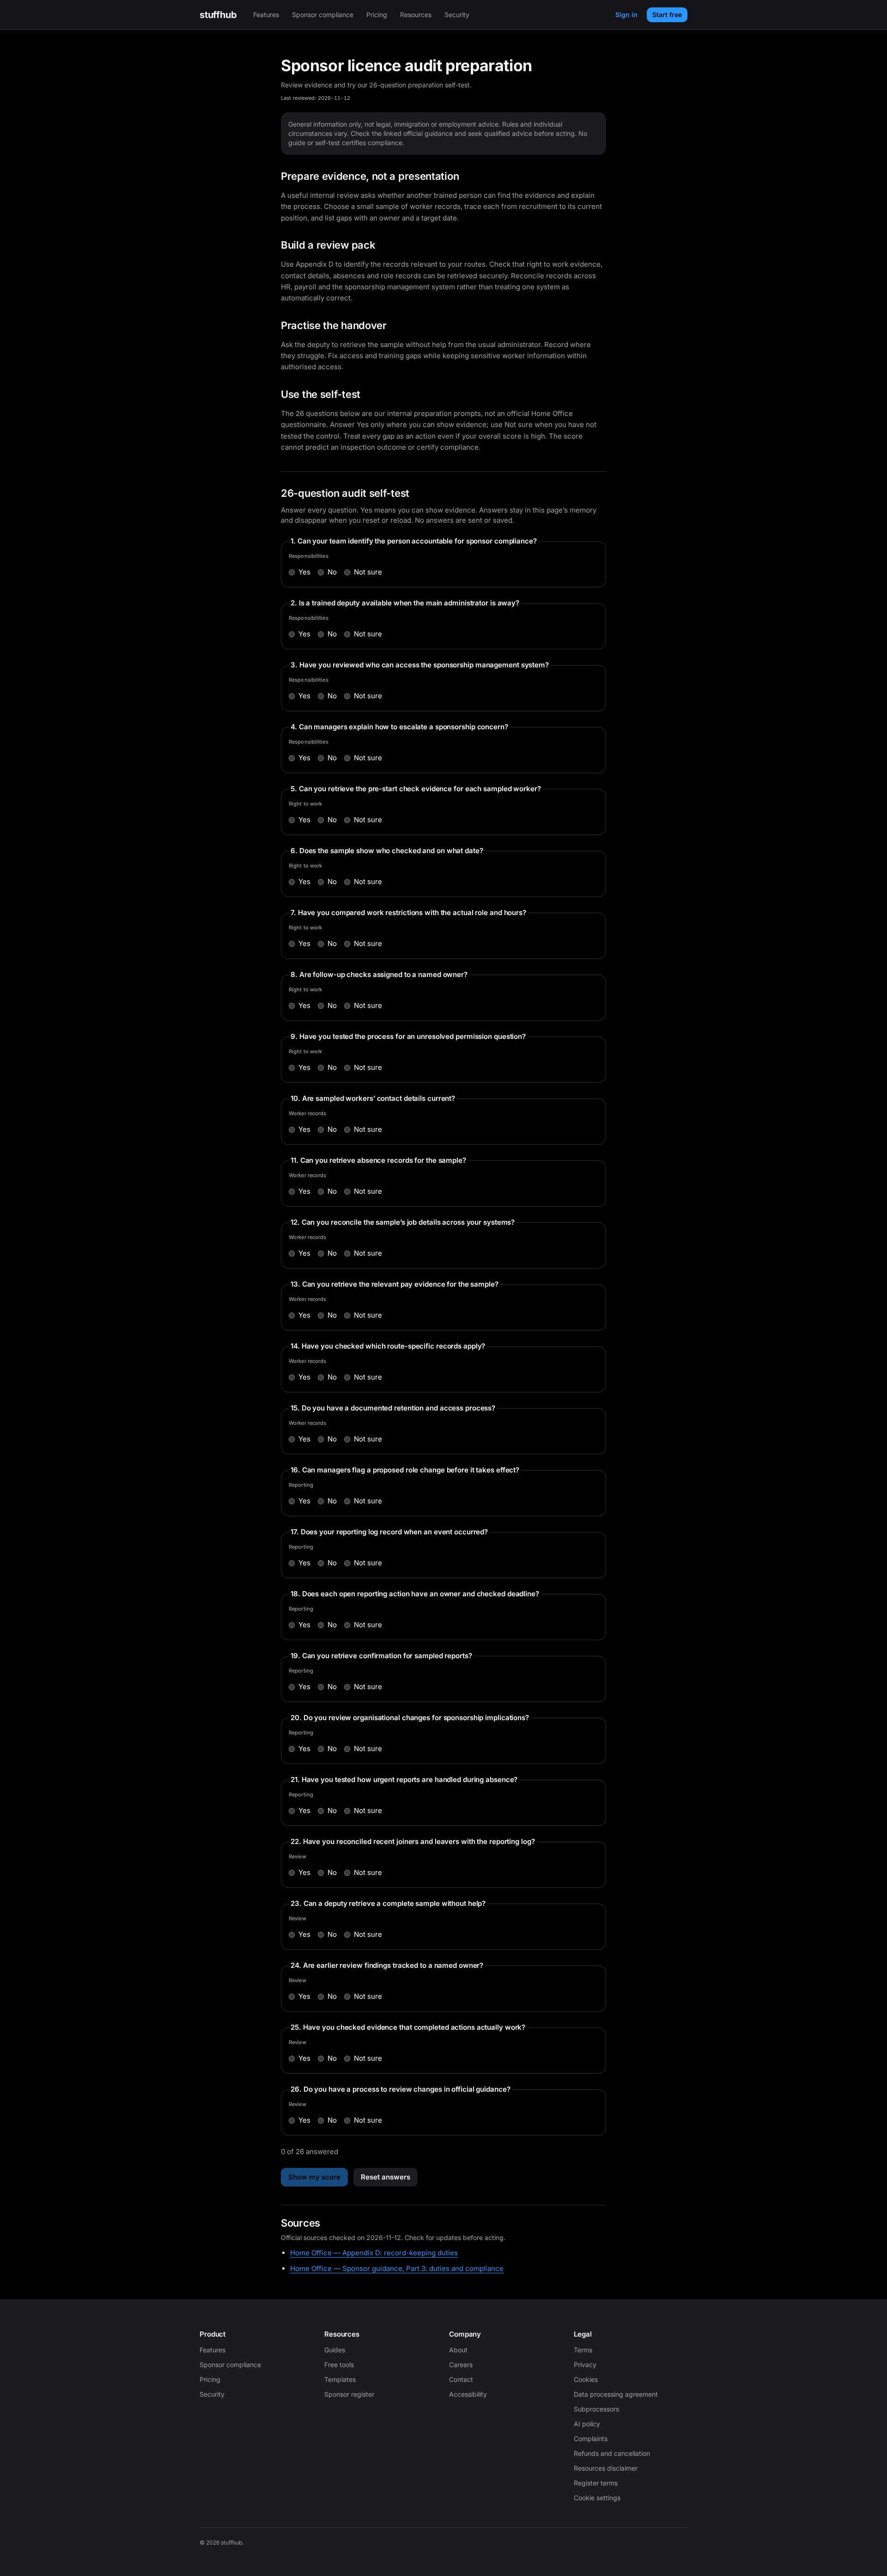 stuffhub Features Sponsor compliance Pricing Resources Security Sign in Start free
Sponsor licence audit preparation
Review evidence and try our 26-question preparation self-test.
Last reviewed: 2026-11-12
General information only, not legal, immigration or employment advice. Rules and individual
circumstances vary. Check the linked official guidance and seek qualified advice before acting. No
guide or self-test certifies compliance.
Prepare evidence, not a presentation
A useful internal review asks whether another trained person can find the evidence and explain
the process. Choose a small sample of worker records, trace each from recruitment to its current
position, and list gaps with an owner and a target date.
Build a review pack
Use Appendix D to identify the records relevant to your routes. Check that right to work evidence,
contact details, absences and role records can be retrieved securely. Reconcile records across
HR, payroll and the sponsorship management system rather than treating one system as
automatically correct.
Practise the handover
Ask the deputy to retrieve the sample without help from the usual administrator. Record where
they struggle. Fix access and training gaps while keeping sensitive worker information within
authorised access.
Use the self-test
The 26 questions below are our internal preparation prompts, not an official Home Office
questionnaire. Answer Yes only where you can show evidence; use Not sure when you have not
tested the control. Treat every gap as an action even if your overall score is high. The score
cannot predict an inspection outcome or certify compliance.
26-question audit self-test
Answer every question. Yes means you can show evidence. Answers stay in this page's memory
and disappear when you reset or reload. No answers are sent or saved.
1. Can your team identify the person accountable for sponsor compliance?
Responsibilities
Yes No Not sure
2. Is a trained deputy available when the main administrator is away?
Responsibilities
Yes No Not sure
3. Have you reviewed who can access the sponsorship management system?
Responsibilities
Yes No Not sure
4. Can managers explain how to escalate a sponsorship concern?
Responsibilities
Yes No Not sure
5. Can you retrieve the pre-start check evidence for each sampled worker?
Right to work
Yes No Not sure
6. Does the sample show who checked and on what date?
Right to work
Yes No Not sure
7. Have you compared work restrictions with the actual role and hours?
Right to work
Yes No Not sure
8. Are follow-up checks assigned to a named owner?
Right to work
Yes No Not sure
9. Have you tested the process for an unresolved permission question?
Right to work
Yes No Not sure
10. Are sampled workers' contact details current?
Worker records
Yes No Not sure
11. Can you retrieve absence records for the sample?
Worker records
Yes No Not sure
12. Can you reconcile the sample's job details across your systems?
Worker records
Yes No Not sure
13. Can you retrieve the relevant pay evidence for the sample?
Worker records
Yes No Not sure
14. Have you checked which route-specific records apply?
Worker records
Yes No Not sure
15. Do you have a documented retention and access process?
Worker records
Yes No Not sure
16. Can managers flag a proposed role change before it takes effect?
Reporting
Yes No Not sure
17. Does your reporting log record when an event occurred?
Reporting
Yes No Not sure
18. Does each open reporting action have an owner and checked deadline?
Reporting
Yes No Not sure
19. Can you retrieve confirmation for sampled reports?
Reporting
Yes No Not sure
20. Do you review organisational changes for sponsorship implications?
Reporting
Yes No Not sure
21. Have you tested how urgent reports are handled during absence?
Reporting
Yes No Not sure
22. Have you reconciled recent joiners and leavers with the reporting log?
Review
Yes No Not sure
23. Can a deputy retrieve a complete sample without help?
Review
Yes No Not sure
24. Are earlier review findings tracked to a named owner?
Review
Yes No Not sure
25. Have you checked evidence that completed actions actually work?
Review
Yes No Not sure
26. Do you have a process to review changes in official guidance?
Review
Yes No Not sure
0 of 26 answered
Show my score Reset answers
Sources
Official sources checked on 2026-11-12. Check for updates before acting.
Home Office — Appendix D: record-keeping duties
Home Office — Sponsor guidance, Part 3: duties and compliance
Product Resources Company Legal
Features Guides About Terms
Sponsor compliance Free tools Careers Privacy
Pricing Templates Contact Cookies
Security Sponsor register Accessibility Data processing agreement
Subprocessors
AI policy
Complaints
Refunds and cancellation
Resources disclaimer
Register terms
Cookie settings
© 2026 stuffhub.